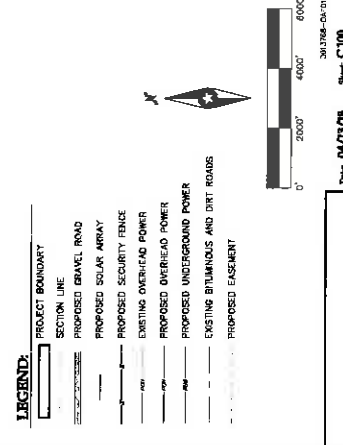 LEGEND:
PROJECT BOUNDARY
SECTION LINE
PROPOSED GRAVEL ROAD
PROPOSED SOLAR ARRAY
PROPOSED SECURITY FENCE
EXISTING OVERHEAD POWER
PROPOSED OVERHEAD POWER
PROPOSED UNDERGROUND POWER
EXISTING BITUMINOUS AND DIRT ROADS
PROPOSED EASEMENT
0' 2000' 4000'